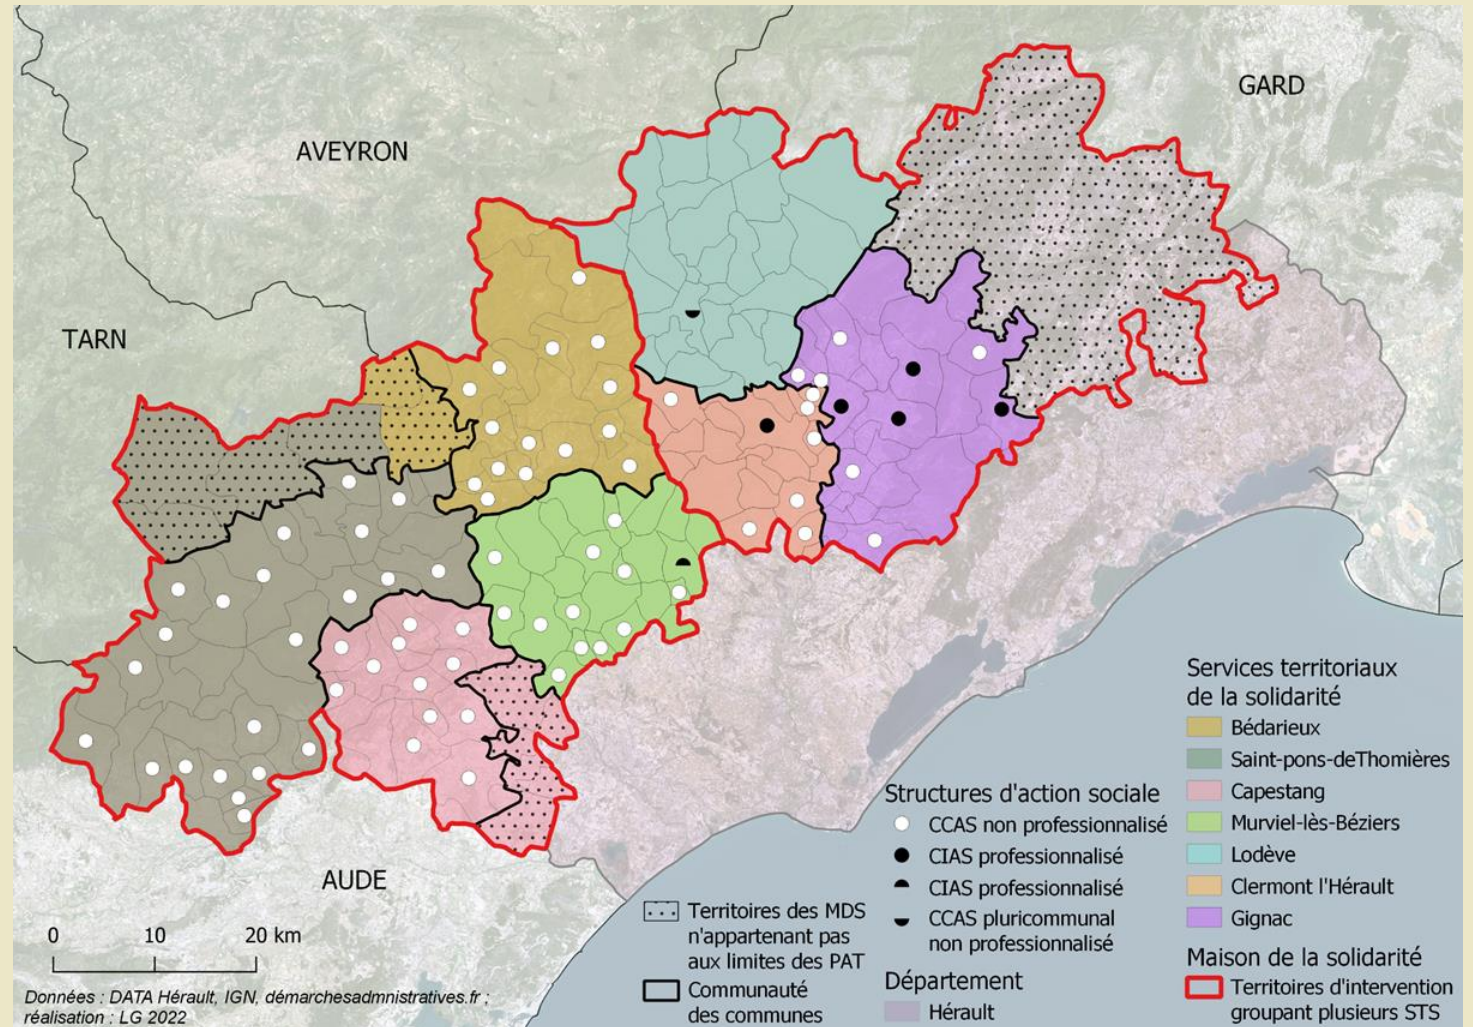 AVEYRON
GARD
TARN
AUDE
0 10 20 km
Données : DATA Hérault, IGN, démarchesadmnistratives.fr ;
réalisation : LG 2022
Territoires des MDS
n'appartenant pas
aux limites des PAT
Communauté
des communes
Structures d'action sociale
CCAS non professionnalisé
CIAS professionnalisé
CIAS professionnalisé
CCAS pluricommunal
non professionnalisé
Département
Hérault
Services territoriaux
de la solidarité
Bédarieux
Saint-pons-deThomières
Capestang
Murviel-lès-Béziers
Lodève
Clermont l'Hérault
Gignac
Maison de la solidarité
Territoires d'intervention
groupant plusieurs STS